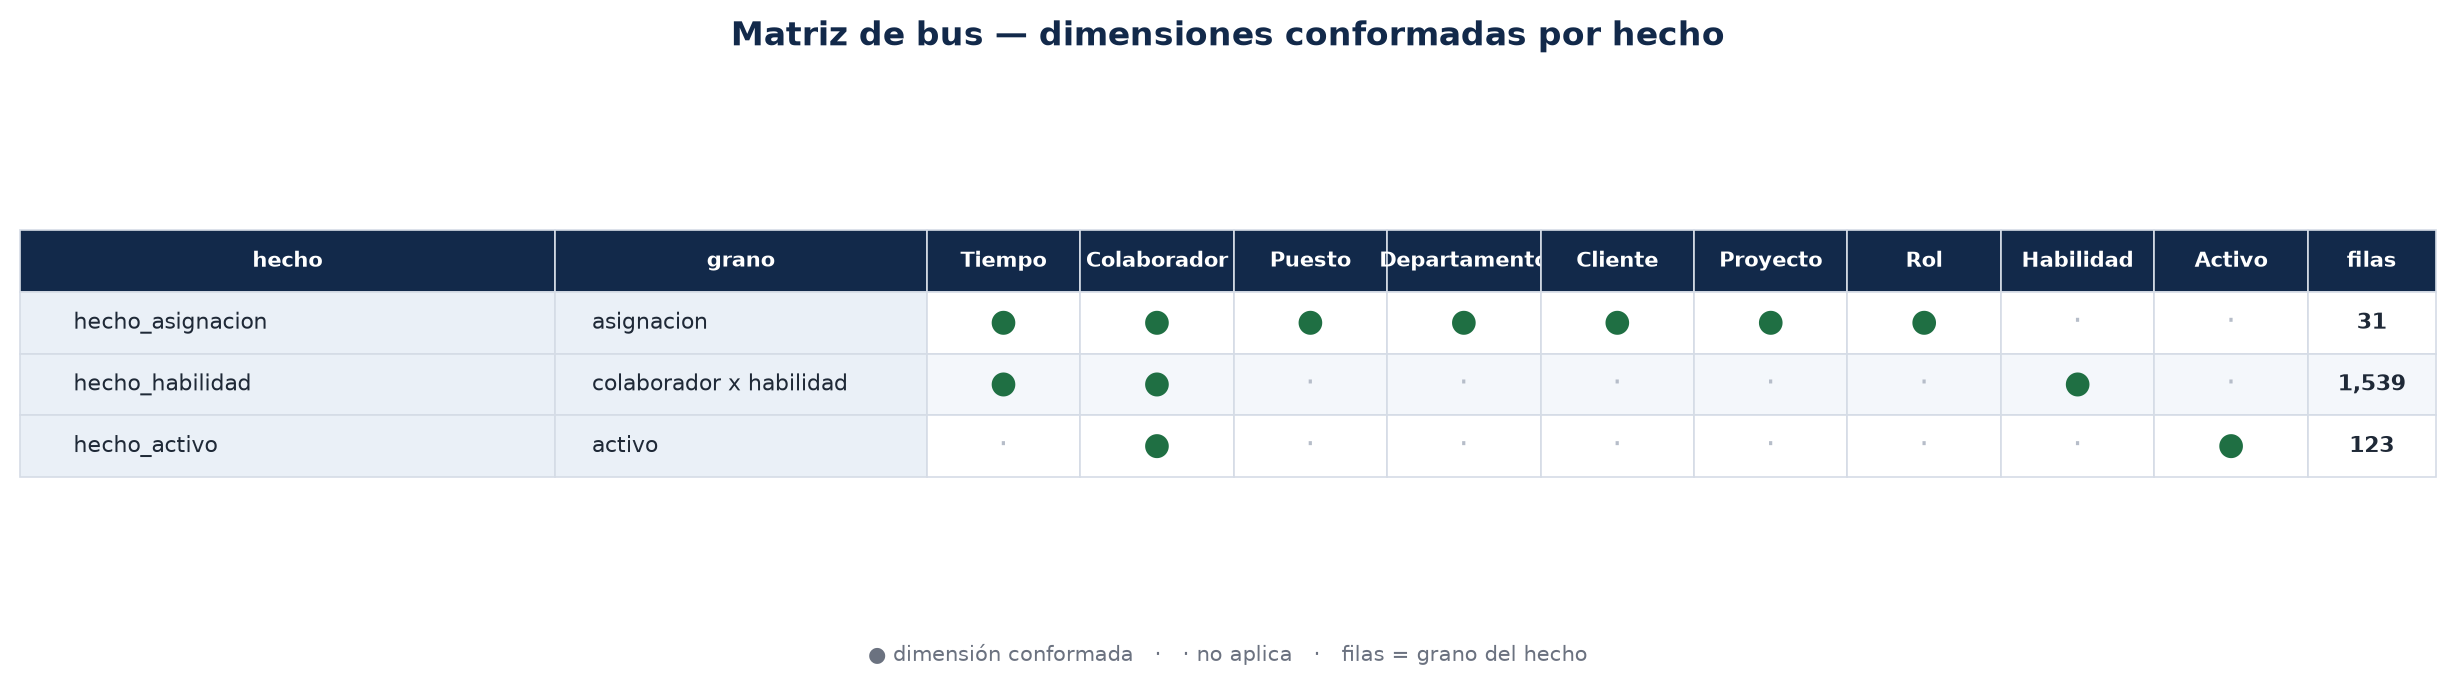 Matriz de bus — dimensiones conformadas por hecho
hecho grano Tiempo Colaborador Puesto Departamento Cliente Proyecto Rol Habilidad Activo filas
hecho_asignacion asignacion ● ● ● ● ● ● ● · · 31
hecho_habilidad colaborador x habilidad ● ● · · · · · ● · 1,539
hecho_activo activo · ● · · · · · · ● 123
● dimensión conformada · · no aplica · filas = grano del hecho